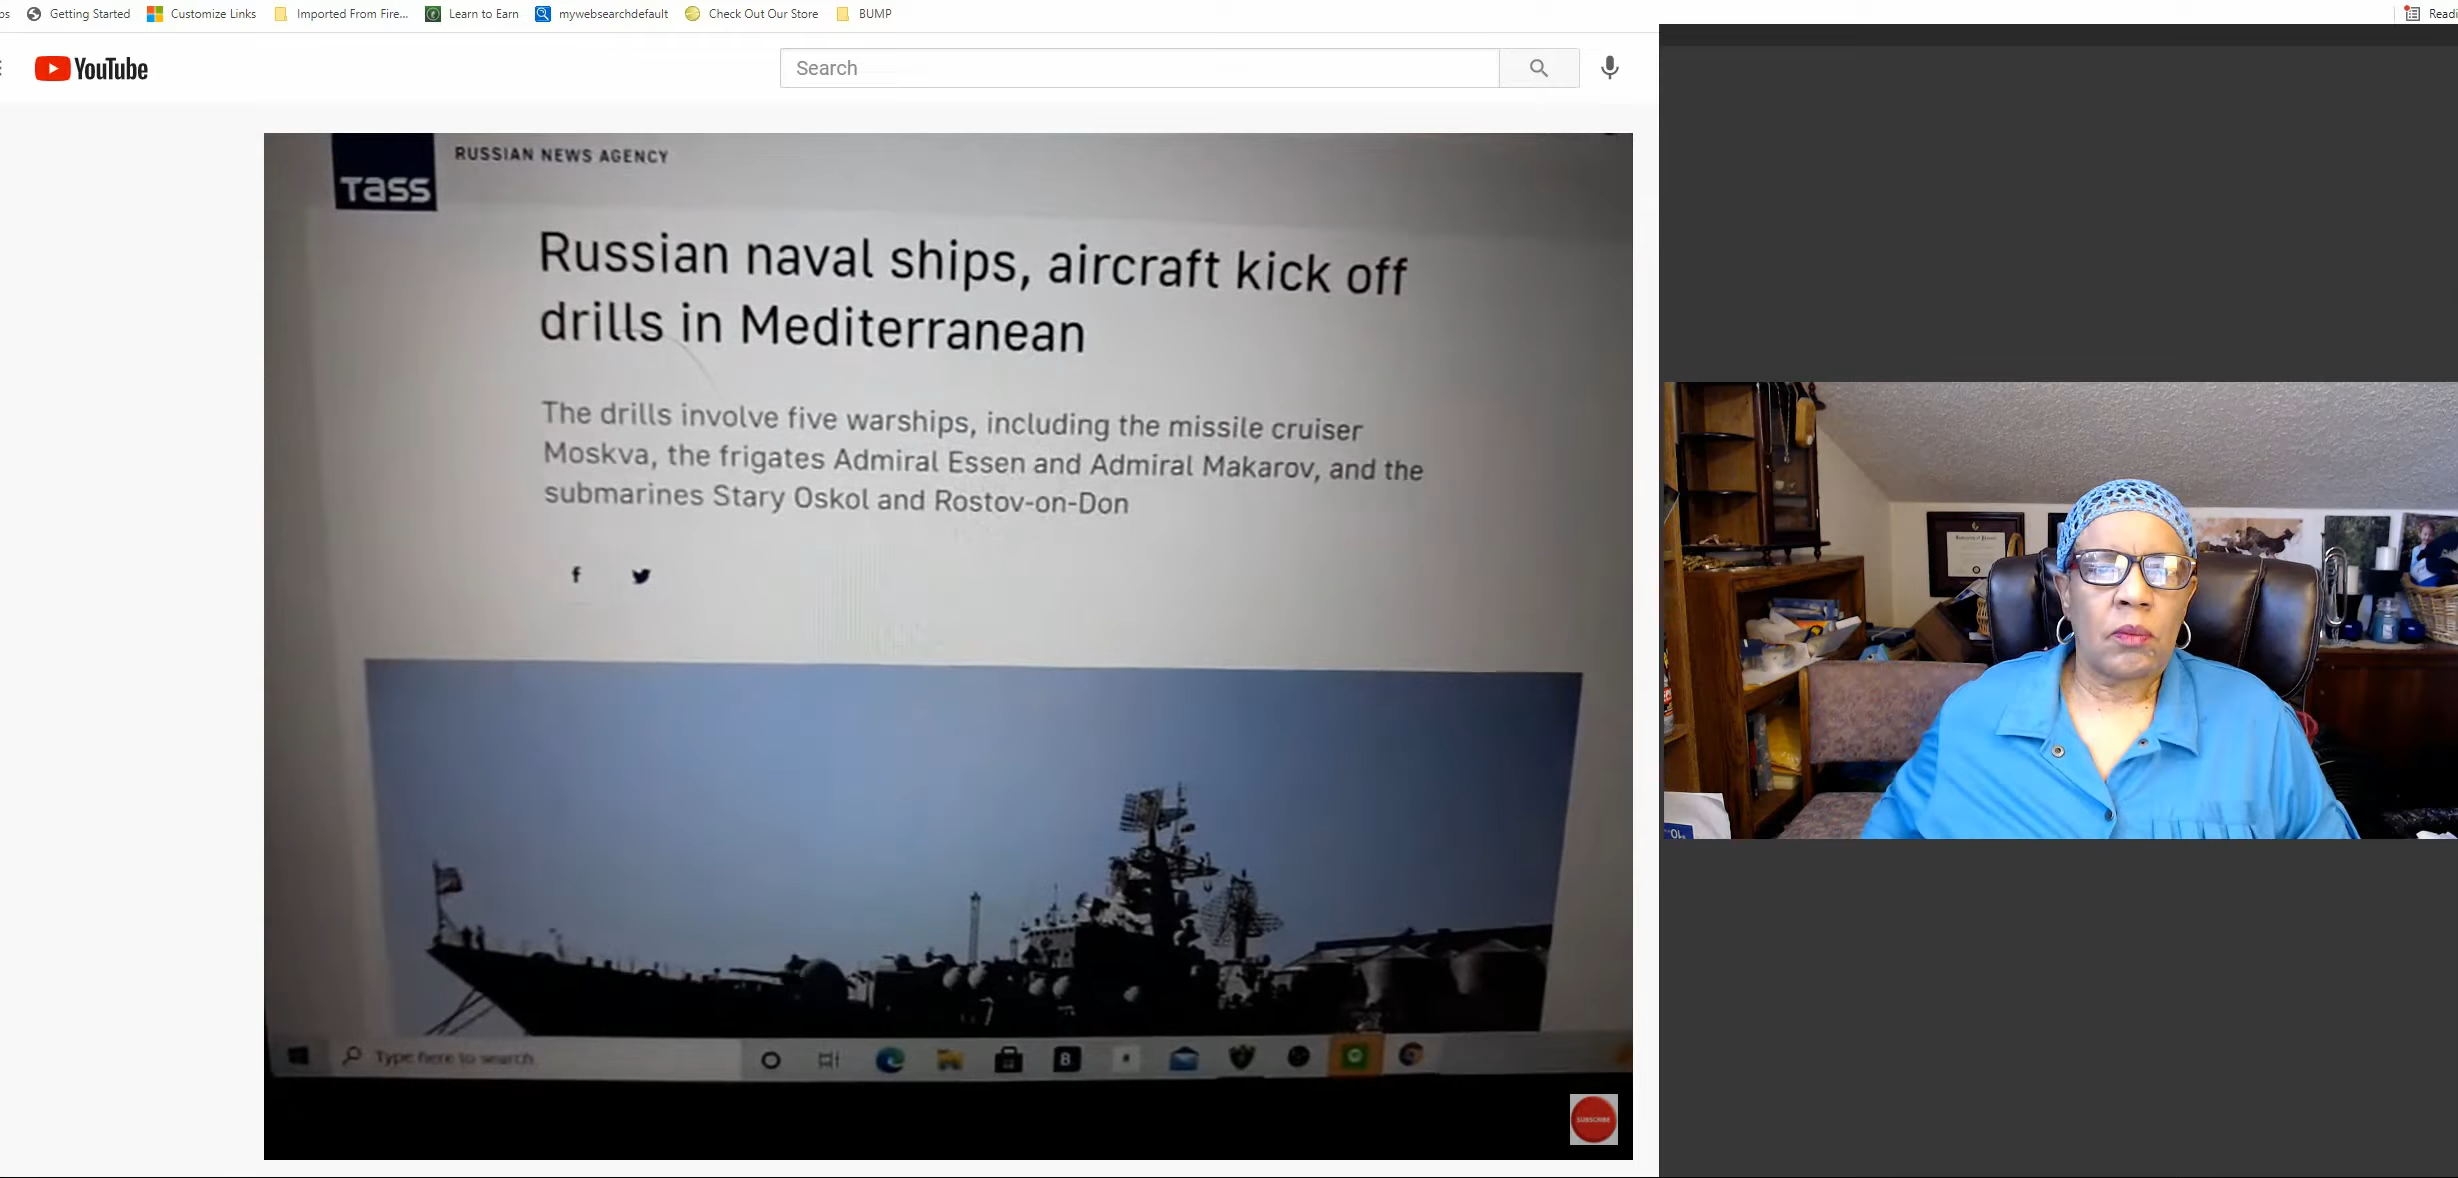 Getting Started
Customize Links
Imported From Fire...
Learn to Earn
mywebsearchdefault
Check Out Our Store
BUMP
YouTube
Search
TASS
RUSSIAN NEWS AGENCY
Russian naval ships, aircraft kick off
drills in Mediterranean
The drills involve five warships, including the missile cruiser
Moskva, the frigates Admiral Essen and Admiral Makarov, and the
submarines Stary Oskol and Rostov-on-Don
f
Type here to search
SUBSCRIBE